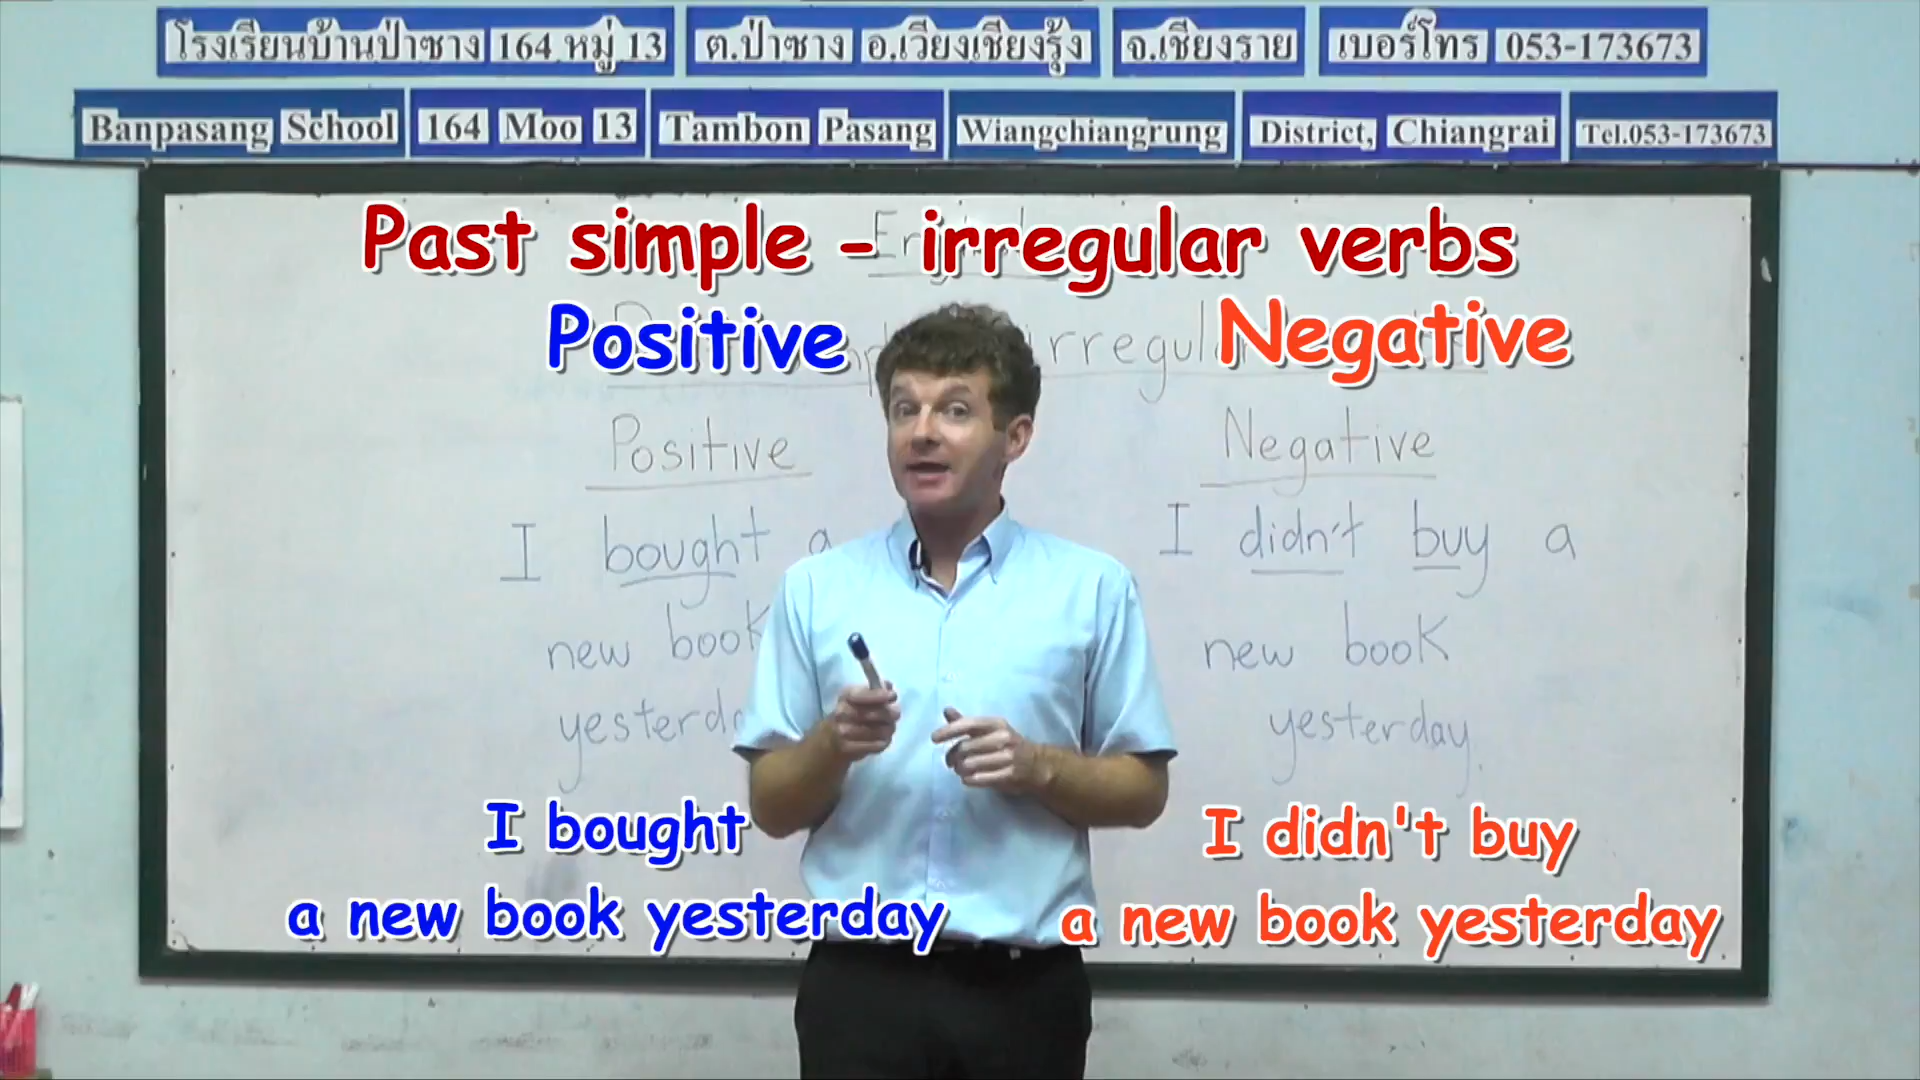 โรงเรียนบ้านป่าซาง 164 หมู่ 13 ต.ป่าซาง อ.เวียงเชียงรุ้ง จ.เชียงราย เบอร์โทร 053-173673
Banpasang School 164 Moo 13 Tambon Pasang Wiangchiangrung District, Chiangrai Tel.053-173673
Past simple - irregular verbs
Positive Negative
irregul
Positive Negative
I bought a
new book
yesterda
I didn't buy a
new book
yesterday.
I bought
a new book yesterday
I didn't buy
a new book yesterday